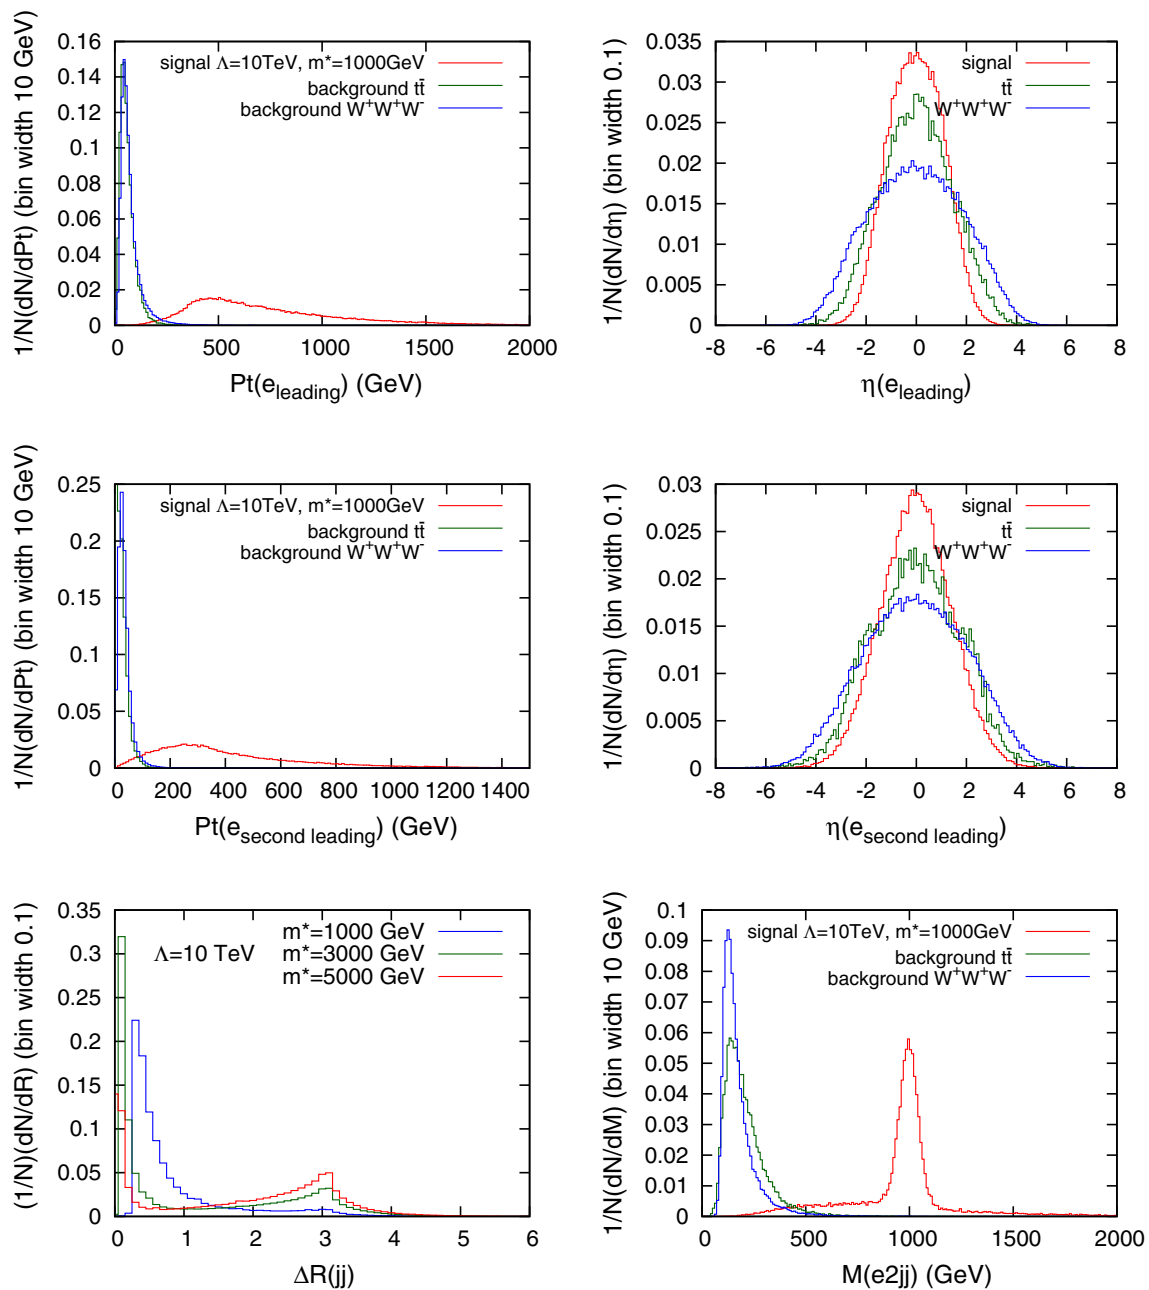 1/N(dN/dPt) (bin width 10 GeV)
0.16
0.14
0.12
0.1
0.08
0.06
0.04
0.02
0
signal Λ=10TeV, m*=1000GeV
background tt̄
background W⁺W⁺W⁻
0 500 1000 1500 2000
Pt(e_leading) (GeV)
1/N(dN/dη) (bin width 0.1)
0.035
0.03
0.025
0.02
0.015
0.01
0.005
0
signal
tt̄
W⁺W⁺W⁻
-8 -6 -4 -2 0 2 4 6 8
η(e_leading)
1/N(dN/dPt) (bin width 10 GeV)
0.25
0.2
0.15
0.1
0.05
0
signal Λ=10TeV, m*=1000GeV
background tt̄
background W⁺W⁺W⁻
0 200 400 600 800 1000 1200 1400
Pt(e_second leading) (GeV)
1/N(dN/dη) (bin width 0.1)
0.03
0.025
0.02
0.015
0.01
0.005
0
signal
tt̄
W⁺W⁺W⁻
-8 -6 -4 -2 0 2 4 6 8
η(e_second leading)
(1/N)(dN/dR) (bin width 0.1)
0.35
0.3
0.25
0.2
0.15
0.1
0.05
0
Λ=10 TeV
m*=1000 GeV
m*=3000 GeV
m*=5000 GeV
0 1 2 3 4 5 6
ΔR(jj)
1/N(dN/dM) (bin width 10 GeV)
0.1
0.09
0.08
0.07
0.06
0.05
0.04
0.03
0.02
0.01
0
signal Λ=10TeV, m*=1000GeV
background tt̄
background W⁺W⁺W⁻
0 500 1000 1500 2000
M(e2jj) (GeV)